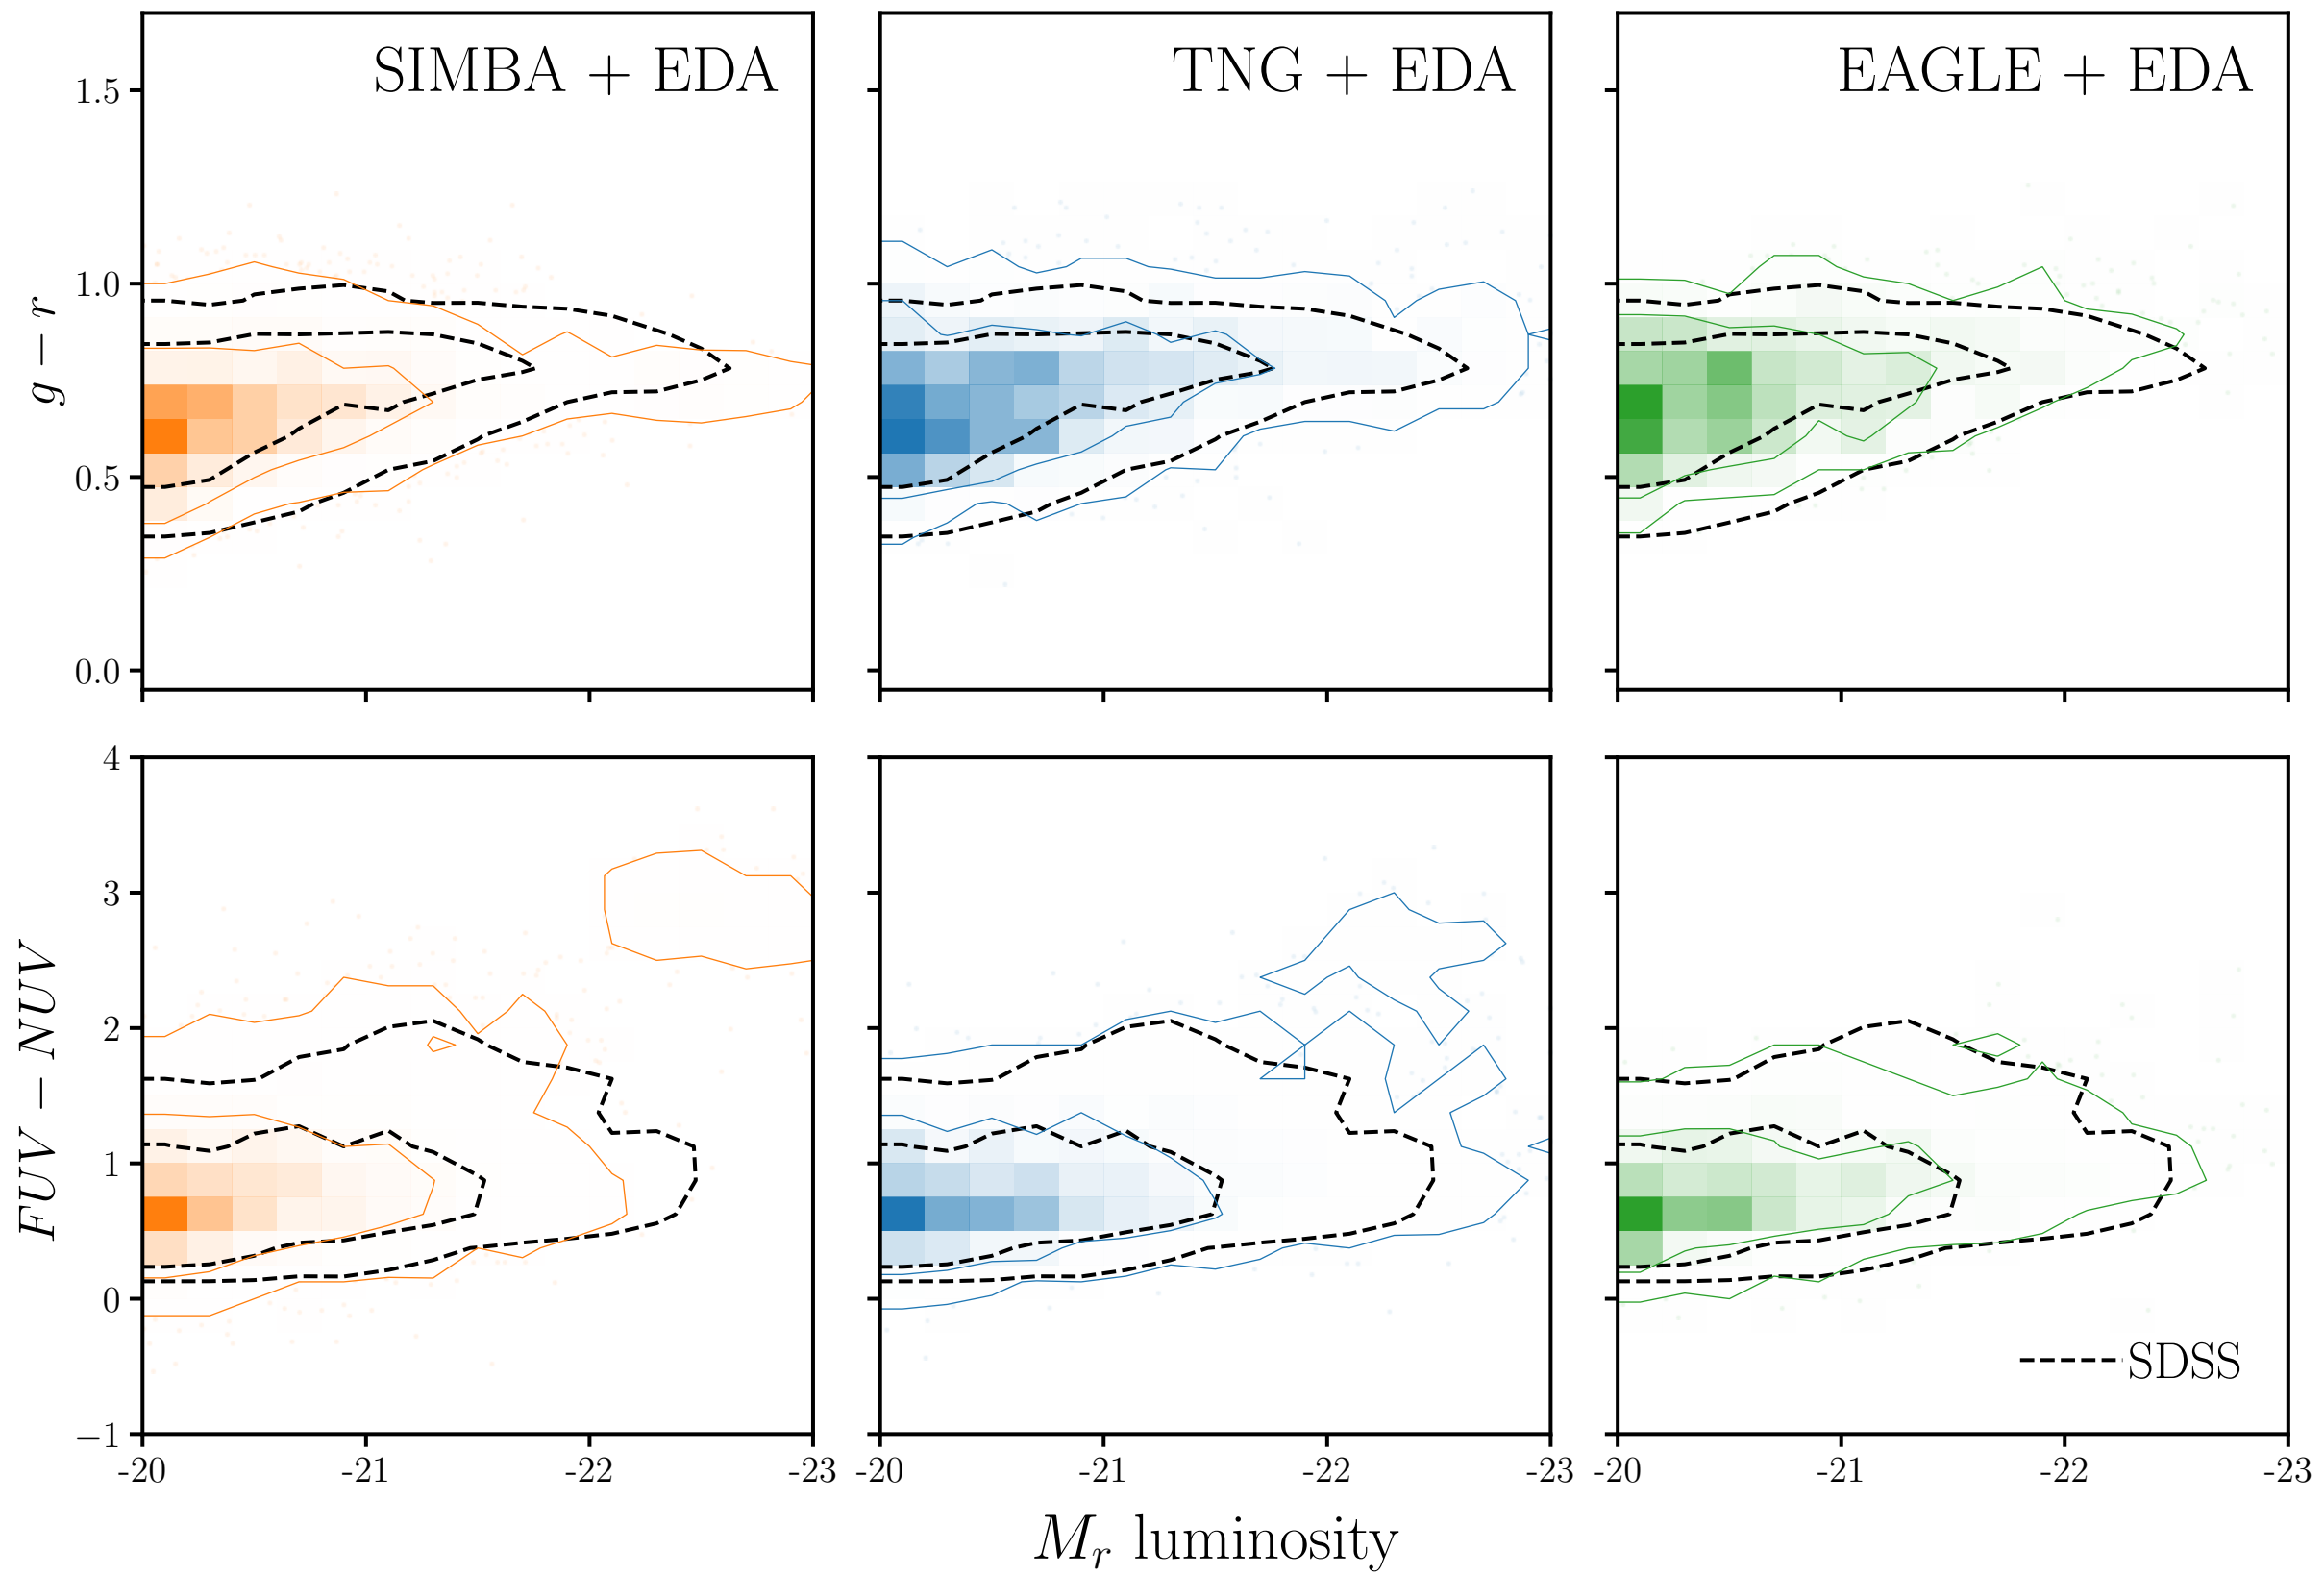 SIMBA + EDA
TNG + EDA
EAGLE + EDA
1.5
1.0
0.5
0.0
g − r
4
3
2
1
0
−1
FUV − NUV
SDSS
-20 -21 -22 -23 -20 -21 -22 -23 -20 -21 -22 -23
M_r luminosity